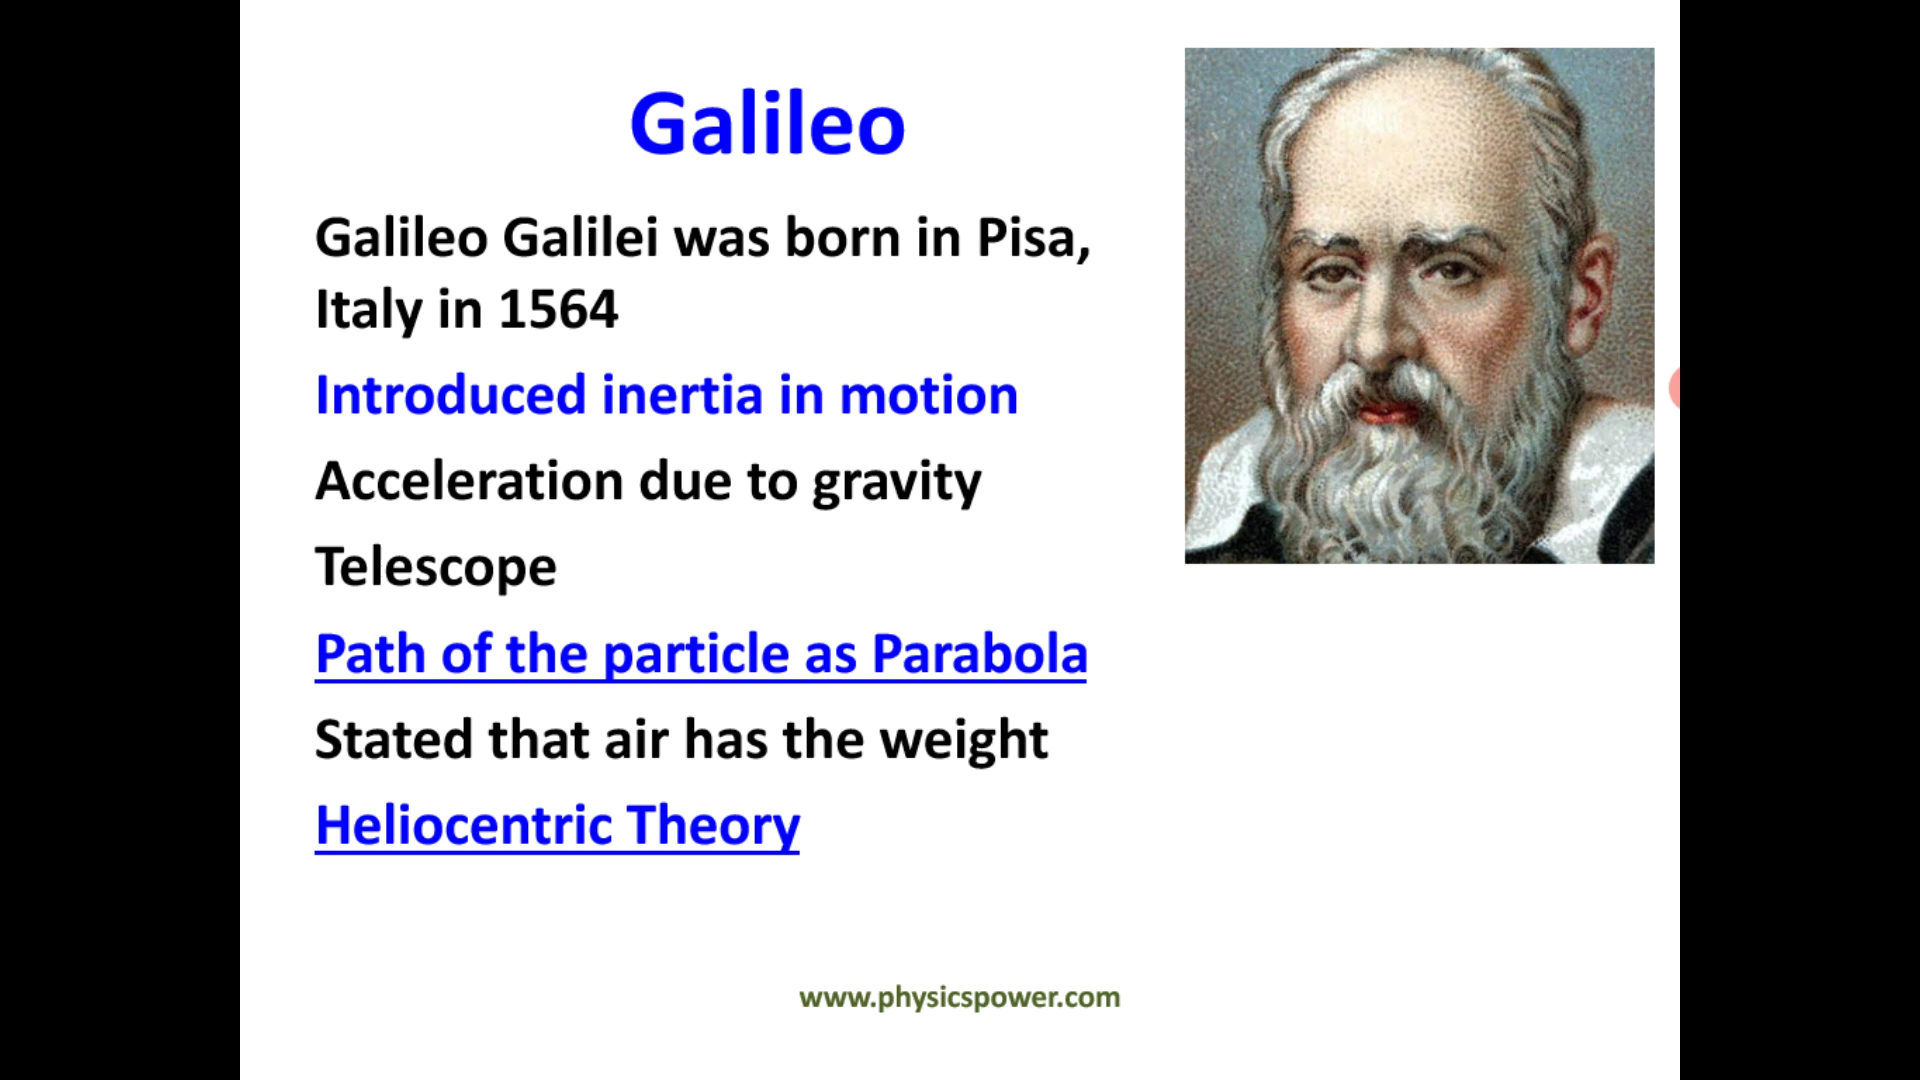 Galileo
Galileo Galilei was born in Pisa,
Italy in 1564
Introduced inertia in motion
Acceleration due to gravity
Telescope
Path of the particle as Parabola
Stated that air has the weight
Heliocentric Theory
www.physicspower.com